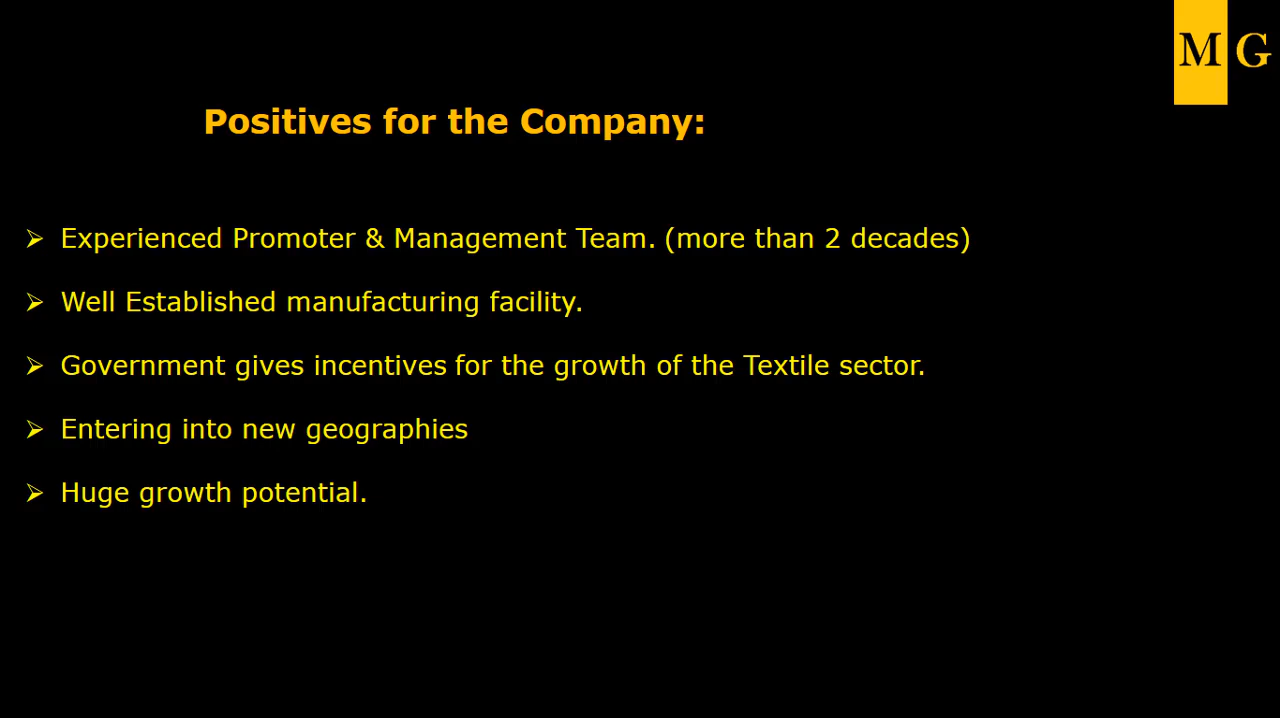 M G
Positives for the Company:
➢ Experienced Promoter & Management Team. (more than 2 decades)
➢ Well Established manufacturing facility.
➢ Government gives incentives for the growth of the Textile sector.
➢ Entering into new geographies
➢ Huge growth potential.